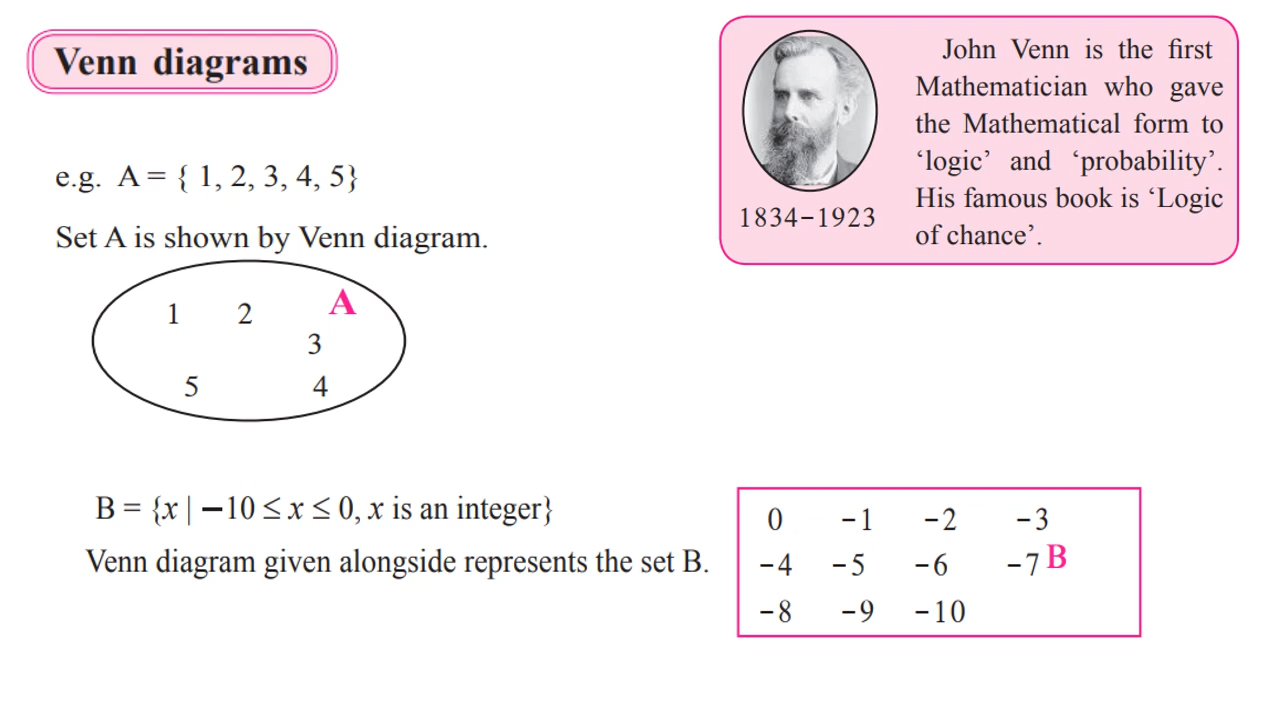 Venn diagrams
John Venn is the first
Mathematician who gave
the Mathematical form to
‘logic’ and ‘probability’.
His famous book is ‘Logic
of chance’.
1834–1923
e.g. A = { 1, 2, 3, 4, 5}
Set A is shown by Venn diagram.
1 2 A
3
5 4
B = {x | –10 ≤ x ≤ 0, x is an integer}
Venn diagram given alongside represents the set B.
0 -1 -2 -3
-4 -5 -6 -7 B
-8 -9 -10